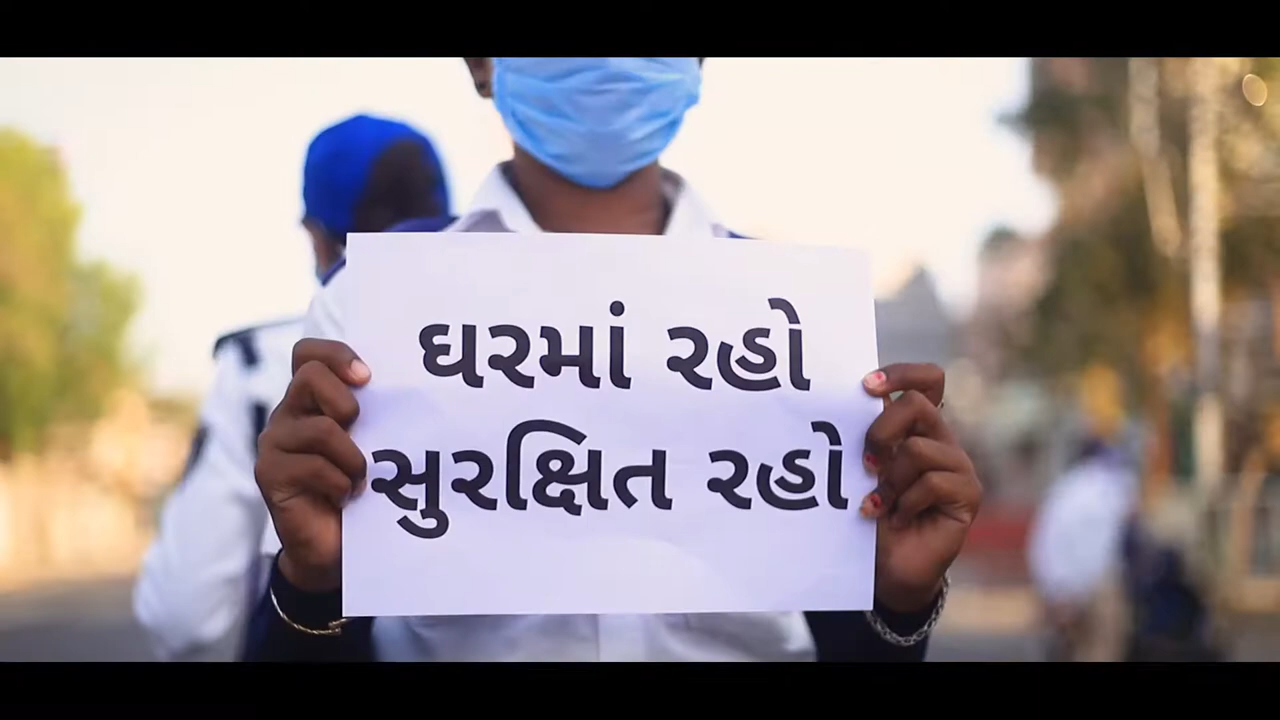 ઘરમાં રહો
સુરક્ષિત રહો